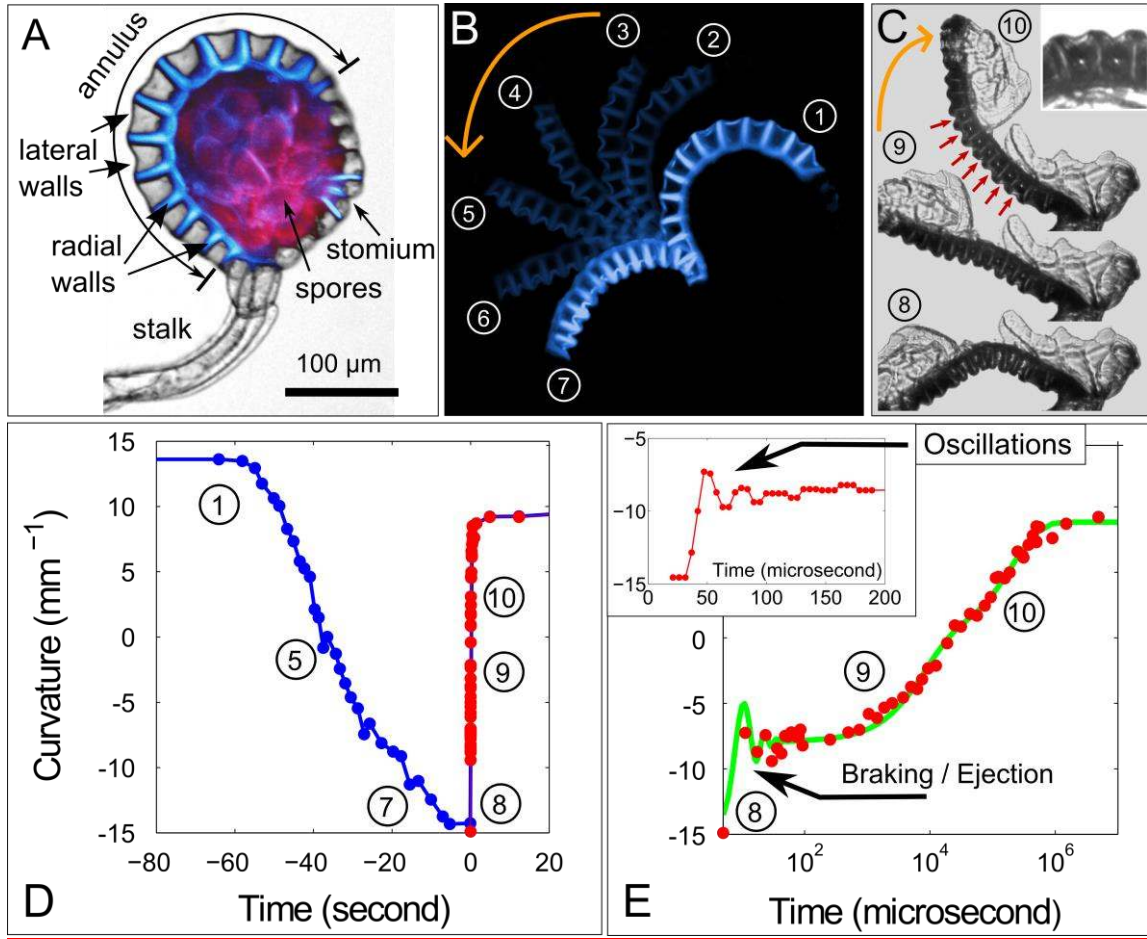 A
annulus
lateral
walls
radial
walls
stomium
spores
stalk
100 µm
B
①
②
③
④
⑤
⑥
⑦
C
⑩
⑨
⑧
15
10
5
0
−5
−10
−15
Curvature (mm⁻¹)
①
⑤
⑦
⑧
⑨
⑩
−80 −60 −40 −20 0 20
Time (second)
D
−5
−10
−15
0 50 100 150 200
Time (microsecond)
Oscillations
15
0
−5
−10
−15
⑧
⑨
⑩
Braking / Ejection
10² 10⁴ 10⁶
Time (microsecond)
E